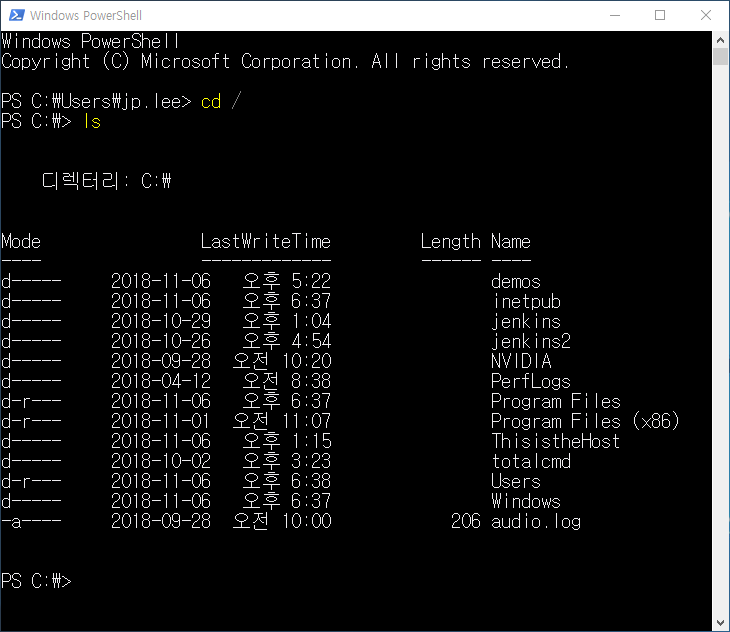 Windows PowerShell
Windows PowerShell
Copyright (C) Microsoft Corporation. All rights reserved.
PS C:₩Users₩jp.lee> cd /
PS C:₩> ls
디렉터리: C:₩
Mode LastWriteTime Length Name
---- ------------- ------ ----
d----- 2018-11-06 오후 5:22 demos
d----- 2018-11-06 오후 6:37 inetpub
d----- 2018-10-29 오후 1:04 jenkins
d----- 2018-10-26 오후 4:54 jenkins2
d----- 2018-09-28 오전 10:20 NVIDIA
d----- 2018-04-12 오전 8:38 PerfLogs
d-r--- 2018-11-06 오후 6:37 Program Files
d-r--- 2018-11-01 오전 11:07 Program Files (x86)
d----- 2018-11-06 오후 1:15 ThisistheHost
d----- 2018-10-02 오후 3:23 totalcmd
d-r--- 2018-11-06 오후 6:38 Users
d----- 2018-11-06 오후 6:37 Windows
-a---- 2018-09-28 오전 10:00 206 audio.log
PS C:₩>